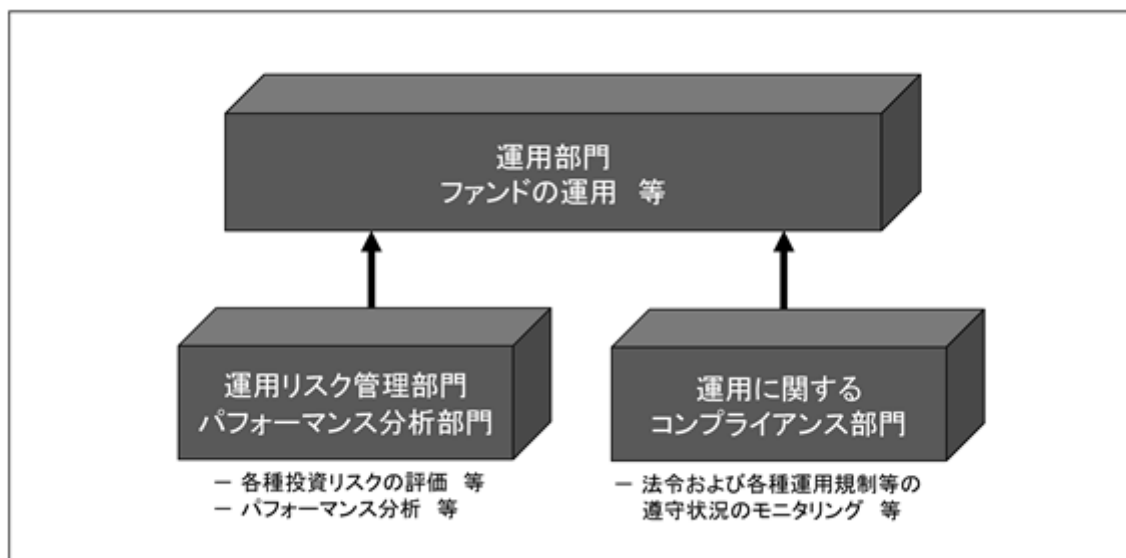 運用部門
ファンドの運用　等
運用リスク管理部門
パフォーマンス分析部門
運用に関する
コンプライアンス部門
－ 各種投資リスクの評価　等
－ パフォーマンス分析　等
－ 法令および各種運用規制等の
遵守状況のモニタリング　等